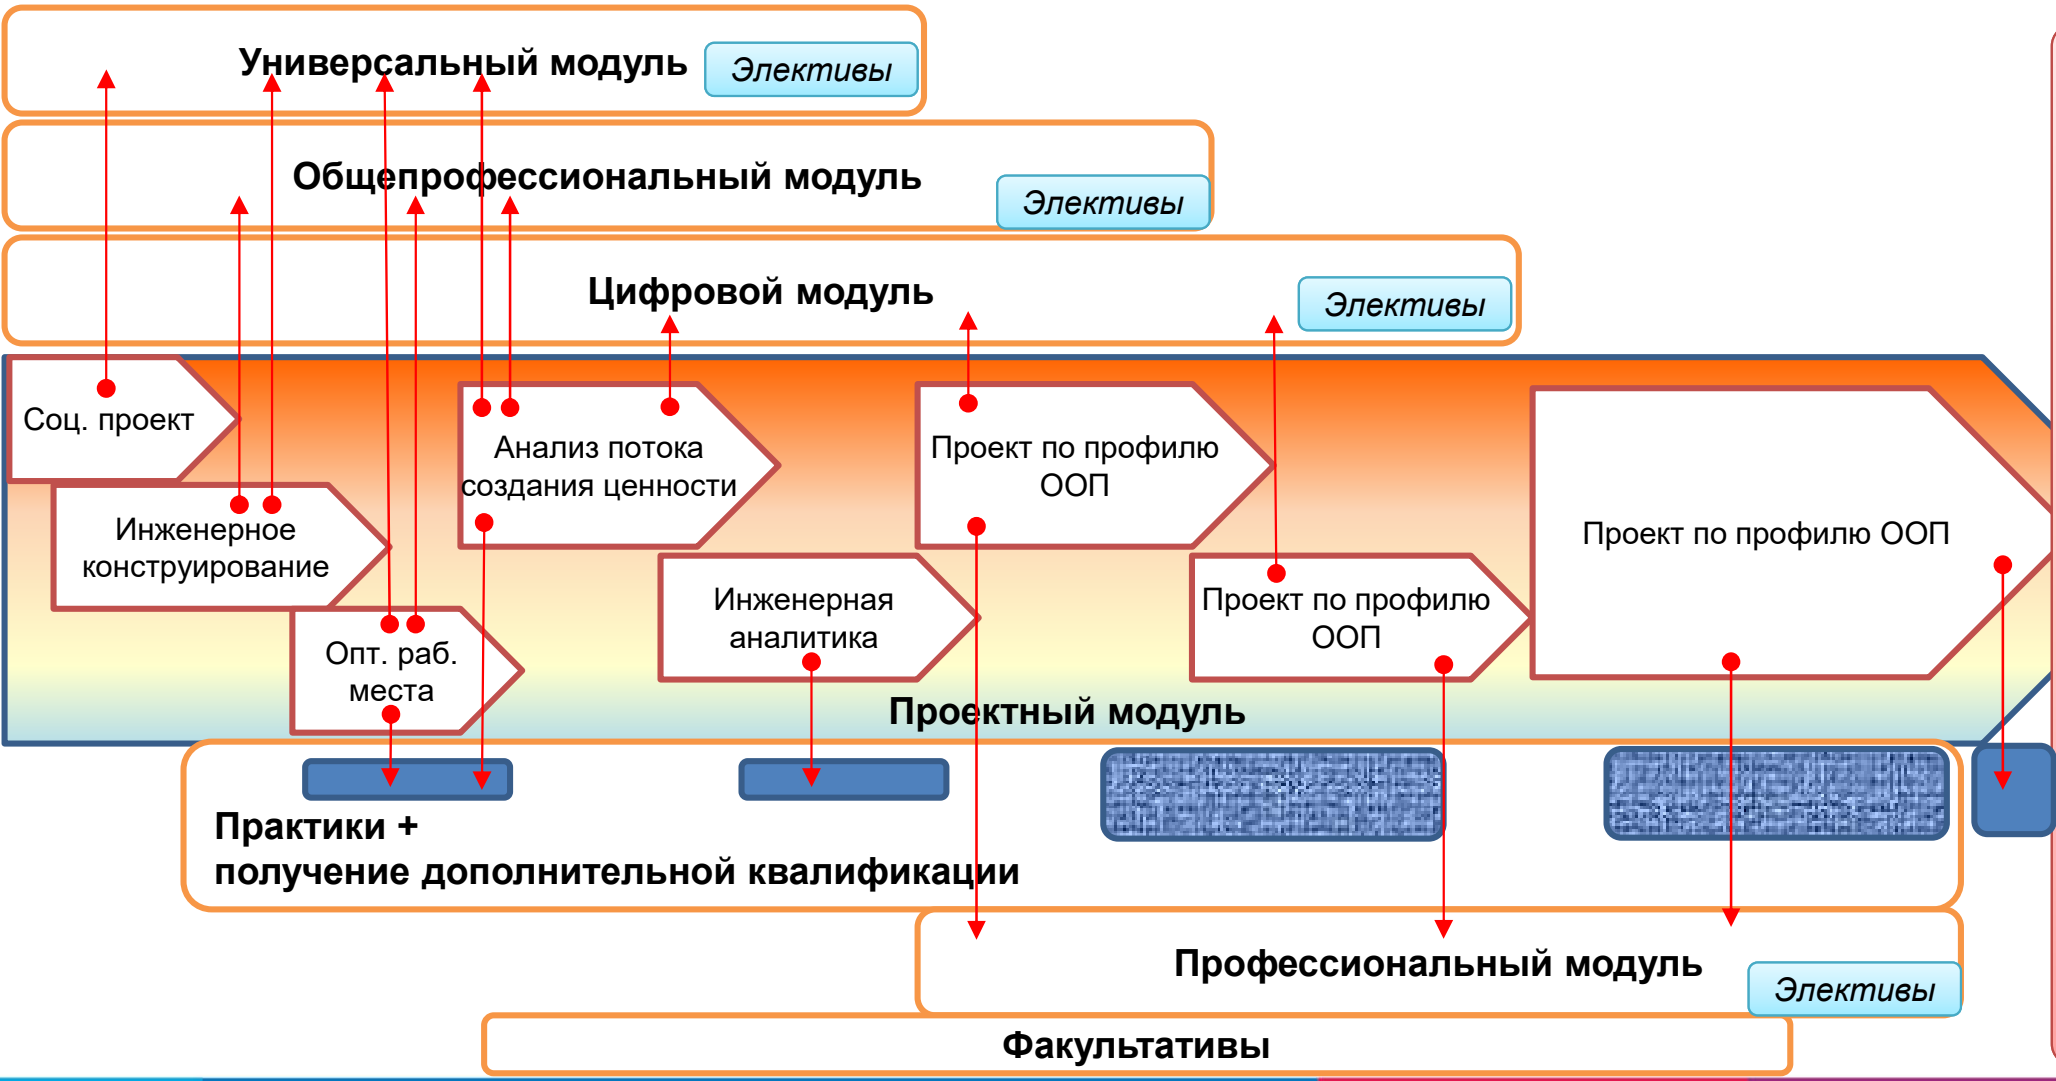 Универсальный модуль
Элективы
Общепрофессиональный модуль
Элективы
Цифровой модуль
Элективы
Соц. проект
Инженерное
конструирование
Опт. раб.
места
Анализ потока
создания ценности
Инженерная
аналитика
Проект по профилю
ООП
Проект по профилю
ООП
Проект по профилю ООП
Проектный модуль
Практики +
получение дополнительной квалификации
Профессиональный модуль
Элективы
Факультативы